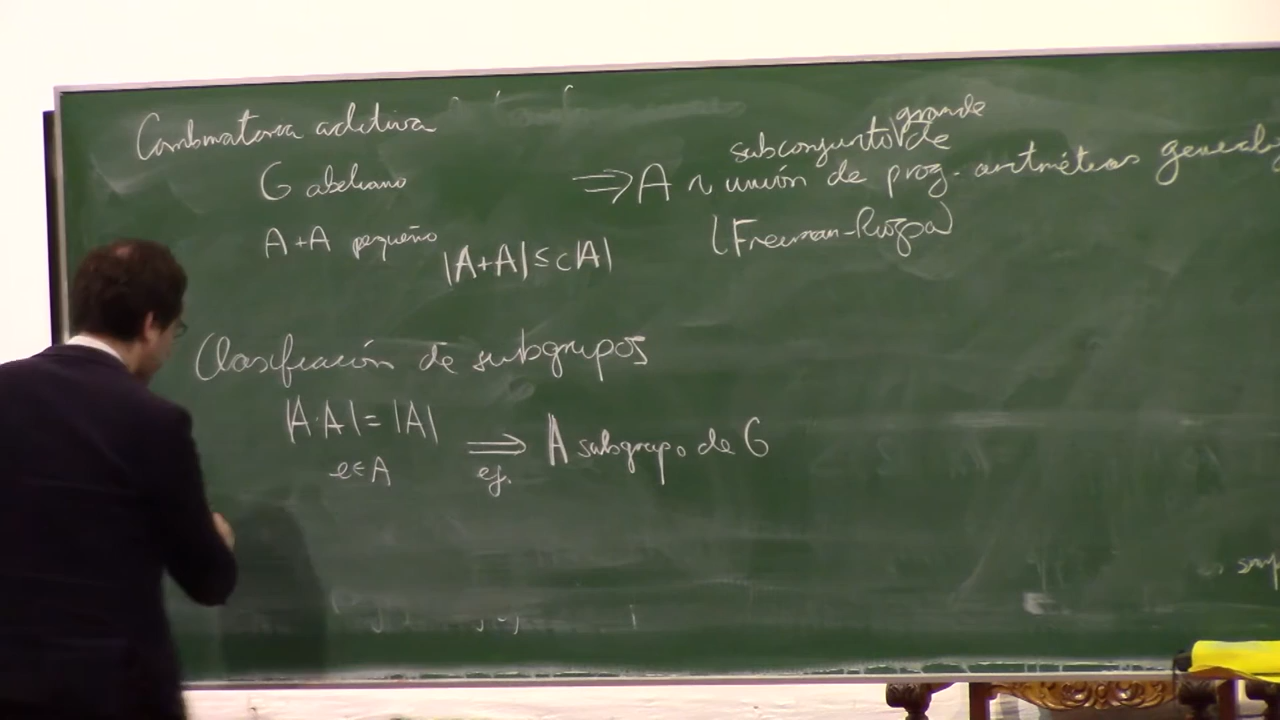 Combinatoria aditiva
G abeliano
A+A pequeño |A+A| ≤ c|A|
grande
subconjunto de
⇒ A ~ unión de prog. aritméticas
(Freiman-Ruzsa)
Clasificación de subgrupos
|A·A| = |A| ⇒ A subgrupo de G
e∈A ej.